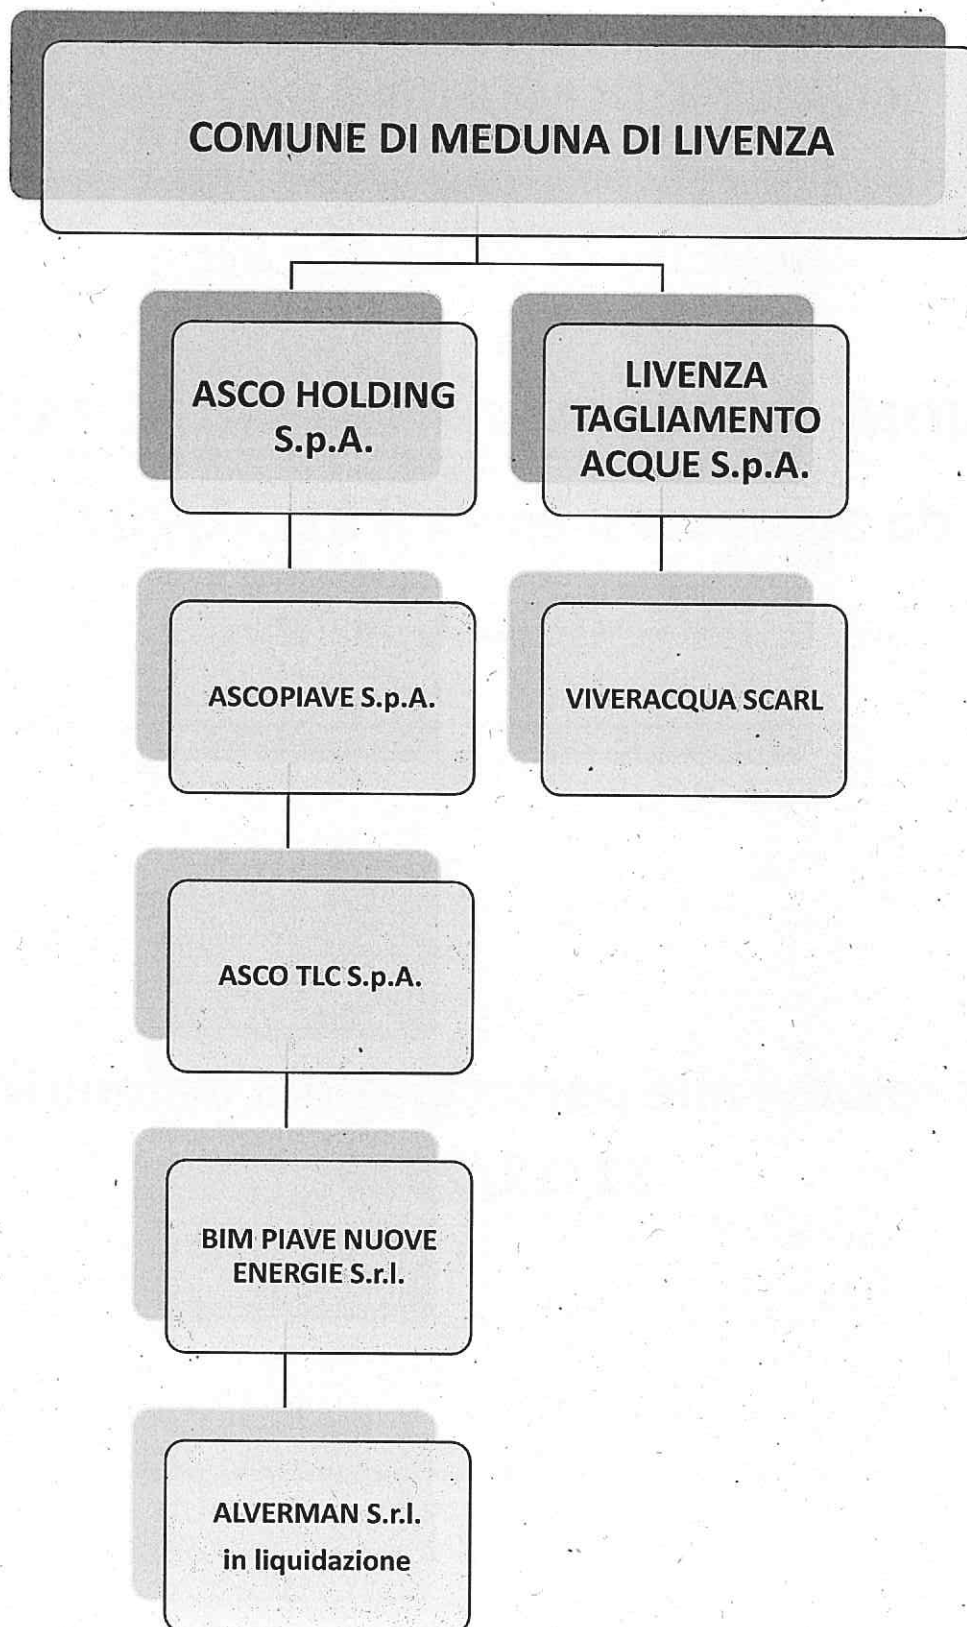 COMUNE DI MEDUNA DI LIVENZA
ASCO HOLDING
S.p.A.
LIVENZA
TAGLIAMENTO
ACQUE S.p.A.
ASCOPIAVE S.p.A.
VIVERACQUA SCARL
ASCO TLC S.p.A.
BIM PIAVE NUOVE
ENERGIE S.r.l.
ALVERMAN S.r.l.
in liquidazione